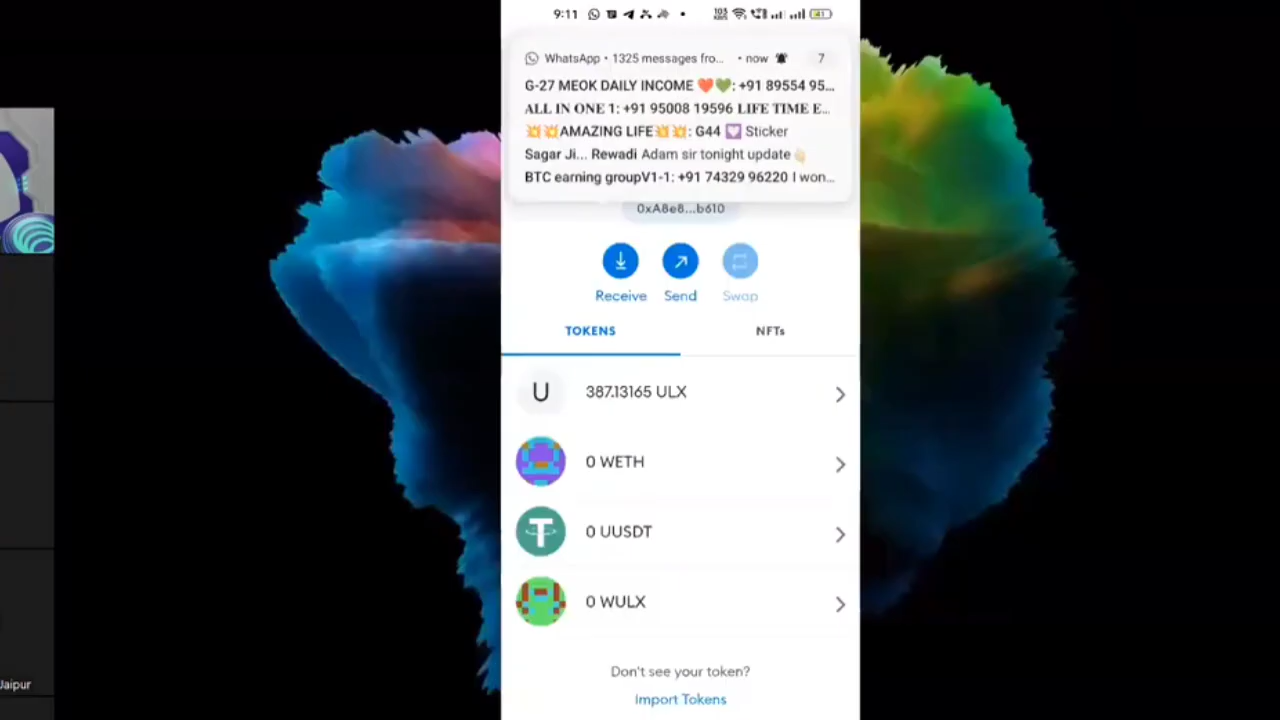 9:11
103
41
WhatsApp • 1325 messages fro... • now
7
G-27 MEOK DAILY INCOME ❤️💚: +91 89554 95...
𝐀𝐋𝐋 𝐈𝐍 𝐎𝐍𝐄 𝟏: +91 95008 19596 𝐋𝐈𝐅𝐄 𝐓𝐈𝐌𝐄 𝐄...
💥💥AMAZING LIFE💥💥: G44 💟 Sticker
Sagar Ji... Rewadi Adam sir tonight update👆🏻
BTC earning groupV1-1: +91 74329 96220 I won...
0xA8e8...b610
Receive
Send
Swap
TOKENS
NFTs
U
387.13165 ULX
0 WETH
0 UUSDT
0 WULX
Jaipur
Don't see your token?
Import Tokens